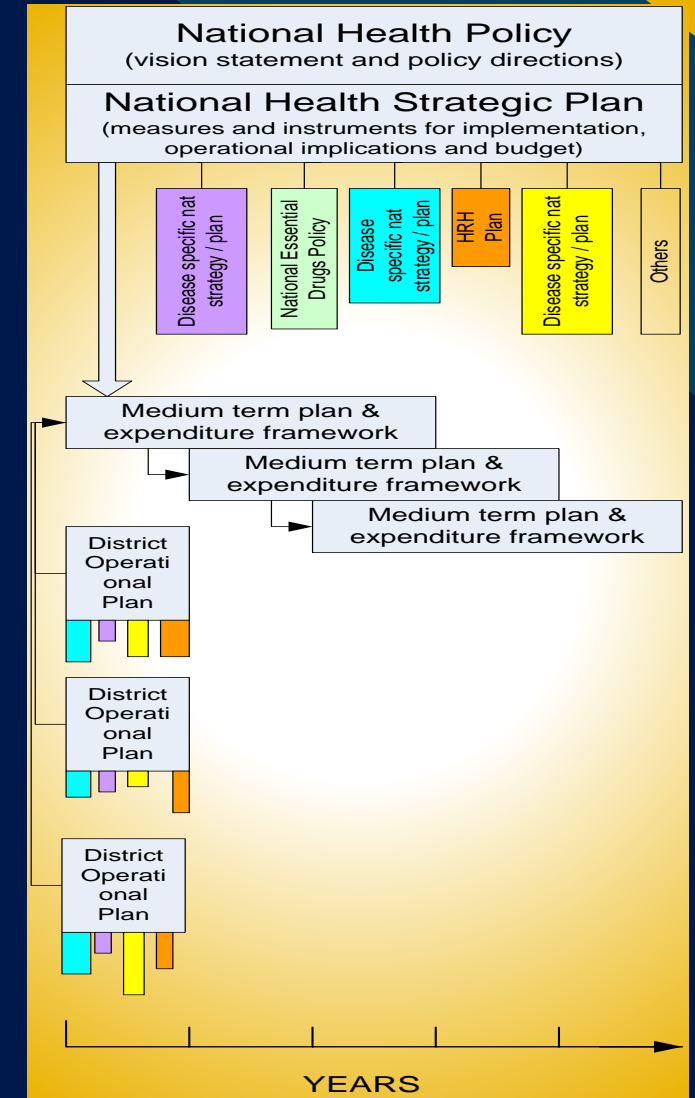 National Health Policy
(vision statement and policy directions)
National Health Strategic Plan
(measures and instruments for implementation,
operational implications and budget)
Disease specific nat
strategy / plan
National Essential
Drugs Policy
Disease
specific nat
strategy / plan
HRH
Plan
Disease specific nat
strategy / plan
Others
Medium term plan &
expenditure framework
Medium term plan &
expenditure framework
Medium term plan &
expenditure framework
District
Operati
onal
Plan
District
Operati
onal
Plan
District
Operati
onal
Plan
YEARS